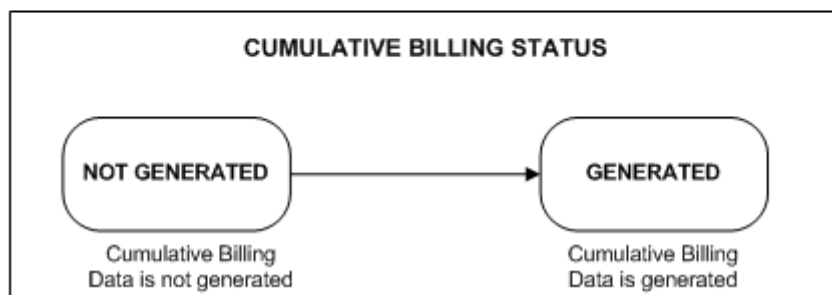 CUMULATIVE BILLING STATUS
NOT GENERATED
GENERATED
Cumulative Billing
Data is not generated
Cumulative Billing
Data is generated